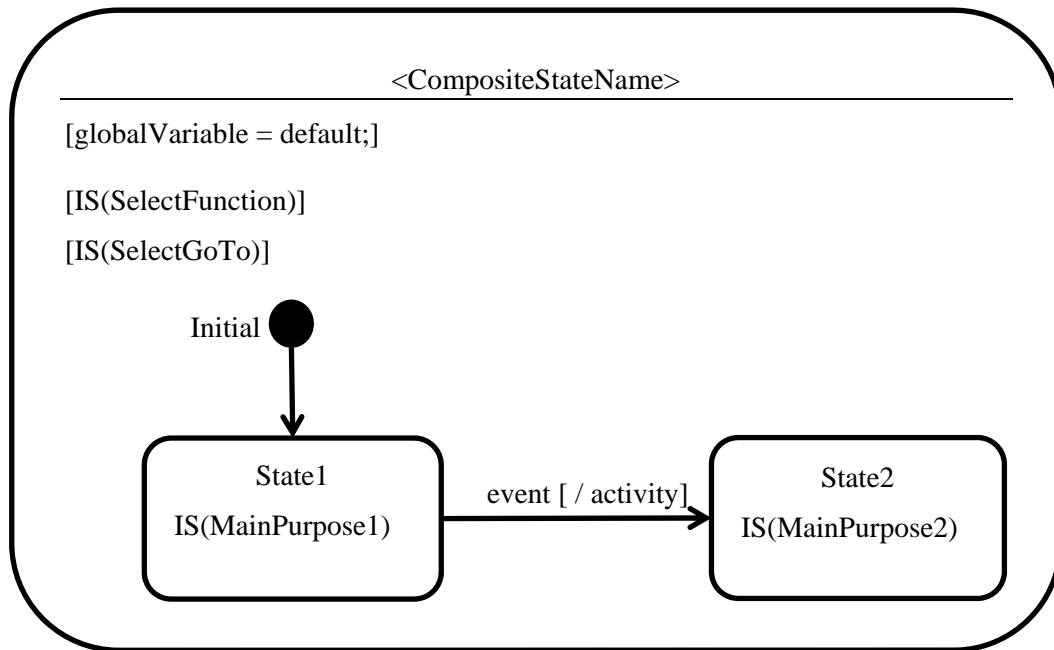 <CompositeStateName>
[globalVariable = default;]
[IS(SelectFunction)]
[IS(SelectGoTo)]
Initial
State1
IS(MainPurpose1)
event [ / activity]
State2
IS(MainPurpose2)